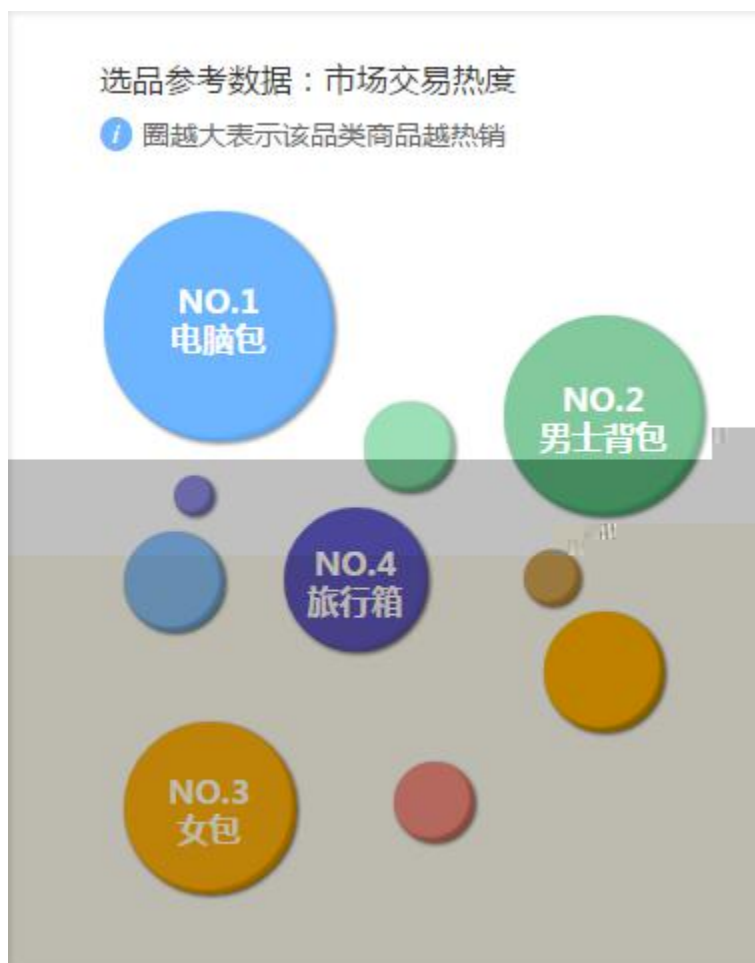 选品参考数据：市场交易热度
i 圈越大表示该品类商品越热销
NO.1
电脑包
NO.2
男士背包
NO.4
旅行箱
NO.3
女包